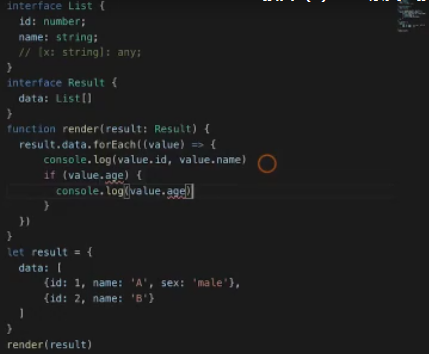 interface List {
  id: number;
  name: string;
  // [x: string]: any;
}
interface Result {
  data: List[]
}
function render(result: Result) {
  result.data.forEach((value) => {
      console.log(value.id, value.name)
      if (value.age) {
        console.log(value.age)
      }
  })
}
let result = {
  data: [
      {id: 1, name: 'A', sex: 'male'},
      {id: 2, name: 'B'}
  ]
}
render(result)